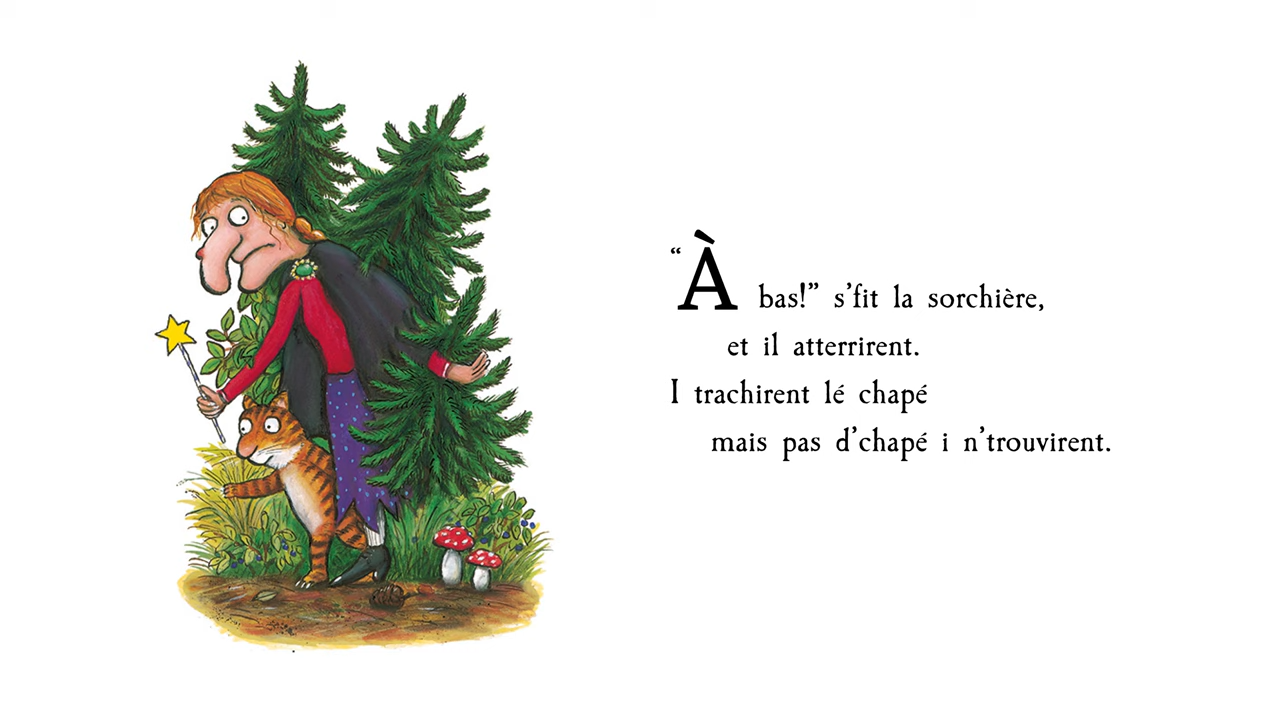 “À bas!” s’fit la sorchière,
et il atterrirent.
I trachirent lé chapé
mais pas d’chapé i n’trouvirent.